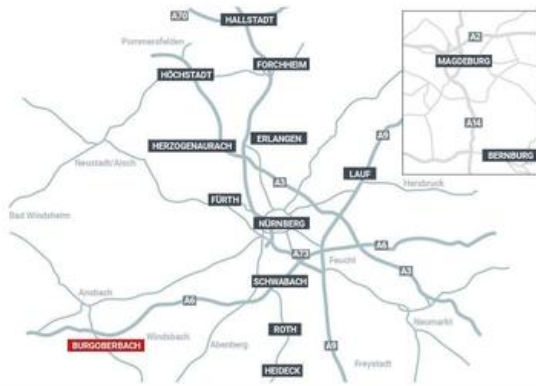 A70
HALLSTADT
A2
Pommersfelden
MAGDEBURG
FORCHHEIM
HÖCHSTADT
A14
A9
ERLANGEN
HERZOGENAURACH
BERNBURG
Neustadt/Aisch
LAUF
A3
Hersbruck
FÜRTH
Bad Windsheim
NÜRNBERG
A6
A73
Feucht
A3
SCHWABACH
Ansbach
A6
Neumarkt
ROTH
Windsbach
BURGOBERBACH
Abenberg
A9
Freystadt
HEIDECK